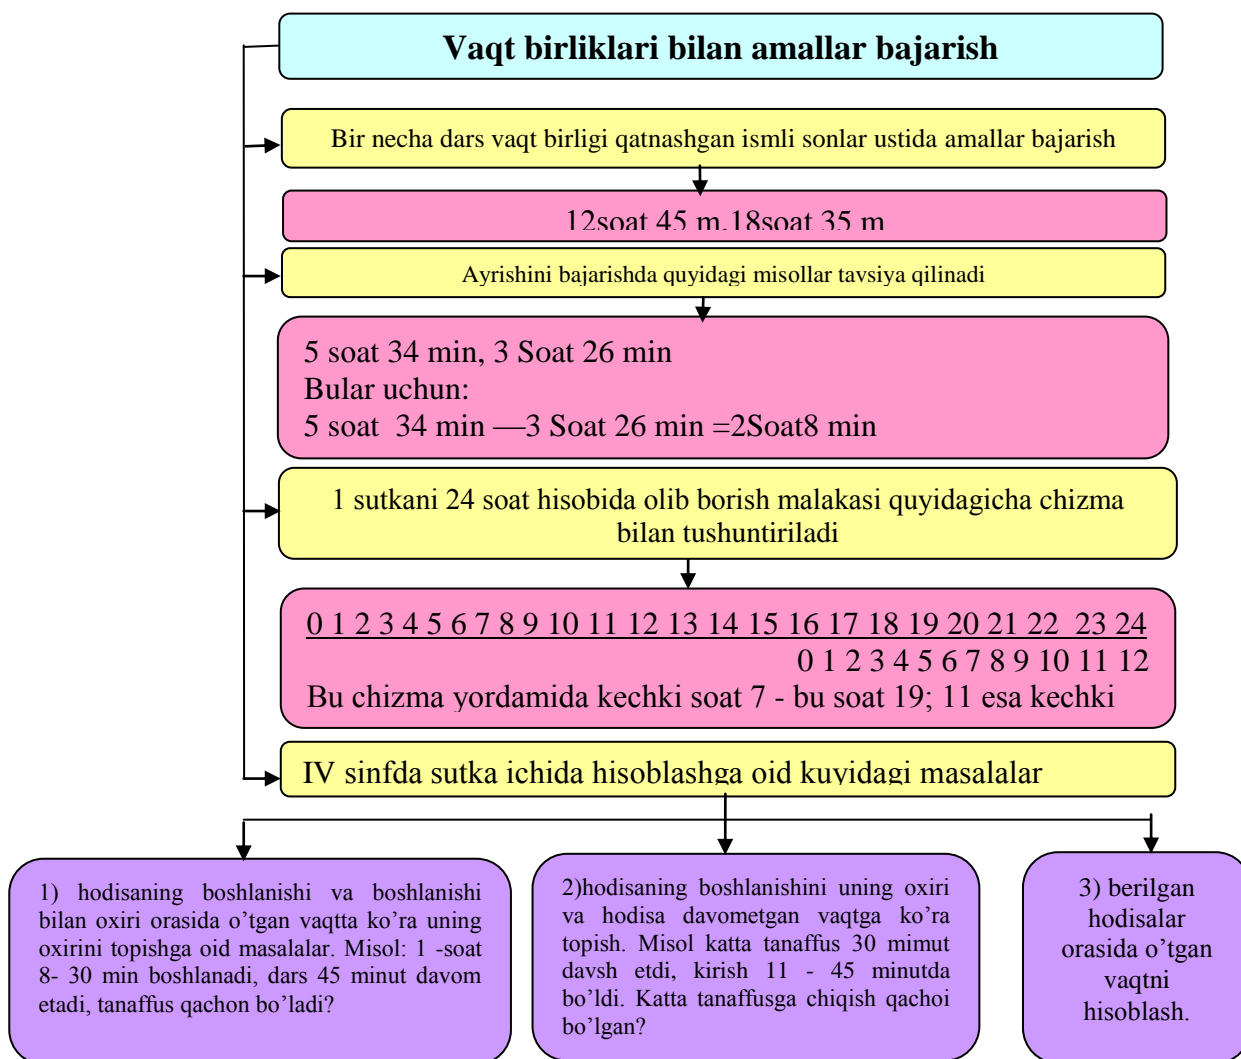 Vaqt birliklari bilan amallar bajarish
Bir necha dars vaqt birligi qatnashgan ismli sonlar ustida amallar bajarish
12soat 45 m.18soat 35 m
Ayrishini bajarishda quyidagi misollar tavsiya qilinadi
5 soat 34 min, 3 Soat 26 min
Bular uchun:
5 soat  34 min —3 Soat 26 min =2Soat8 min
1 sutkani 24 soat hisobida olib borish malakasi quyidagicha chizma
bilan tushuntiriladi
0 1 2 3 4 5 6 7 8 9 10 11 12 13 14 15 16 17 18 19 20 21 22  23 24
0 1 2 3 4 5 6 7 8 9 10 11 12
Bu chizma yordamida kechki soat 7 - bu soat 19; 11 esa kechki
IV sinfda sutka ichida hisoblashga oid kuyidagi masalalar
1) hodisaning boshlanishi va boshlanishi
bilan oxiri orasida o’tgan vaqtta ko’ra uning
oxirini topishga oid masalalar. Misol: 1 -soat
8- 30 min boshlanadi, dars 45 minut davom
etadi, tanaffus qachon bo’ladi?
2)hodisaning boshlanishini uning oxiri
va hodisa davometgan vaqtga ko’ra
topish. Misol katta tanaffus 30 mimut
davsh etdi, kirish 11 - 45 minutda
bo’ldi. Katta tanaffusga chiqish qachoi
bo’lgan?
3) berilgan
hodisalar
orasida o’tgan
vaqtni
hisoblash.